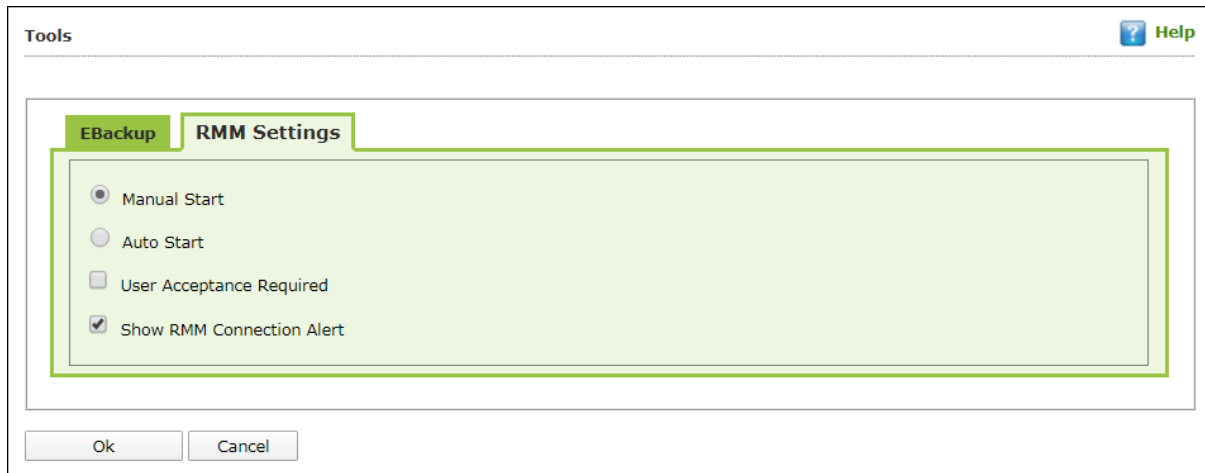 Tools
? Help
EBackup
RMM Settings
Manual Start
Auto Start
User Acceptance Required
Show RMM Connection Alert
Ok
Cancel